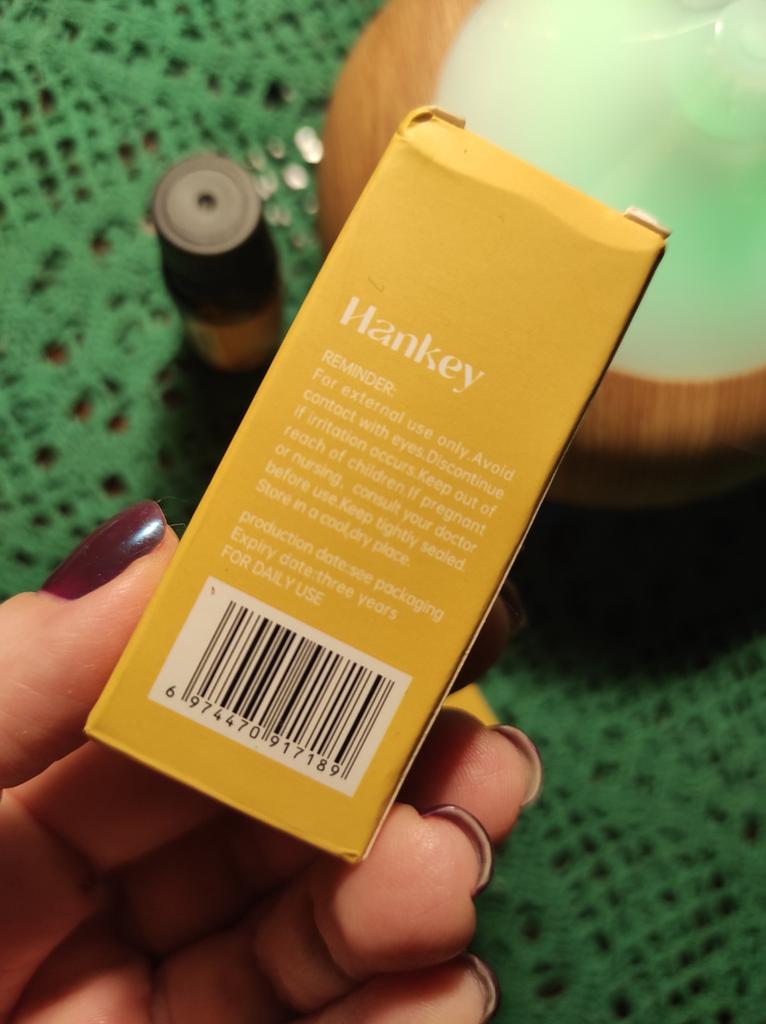 Hankey
REMINDER:
For external use only.Avoid
contact with eyes.Discontinue
if irritation occurs.Keep out of
reach of children.If pregnant
or nursing, consult your doctor
before use.Keep tightly sealed.
Store in a cool,dry place.
production date:see packaging
Expiry date:three years
FOR DAILY USE
6 974470 917189